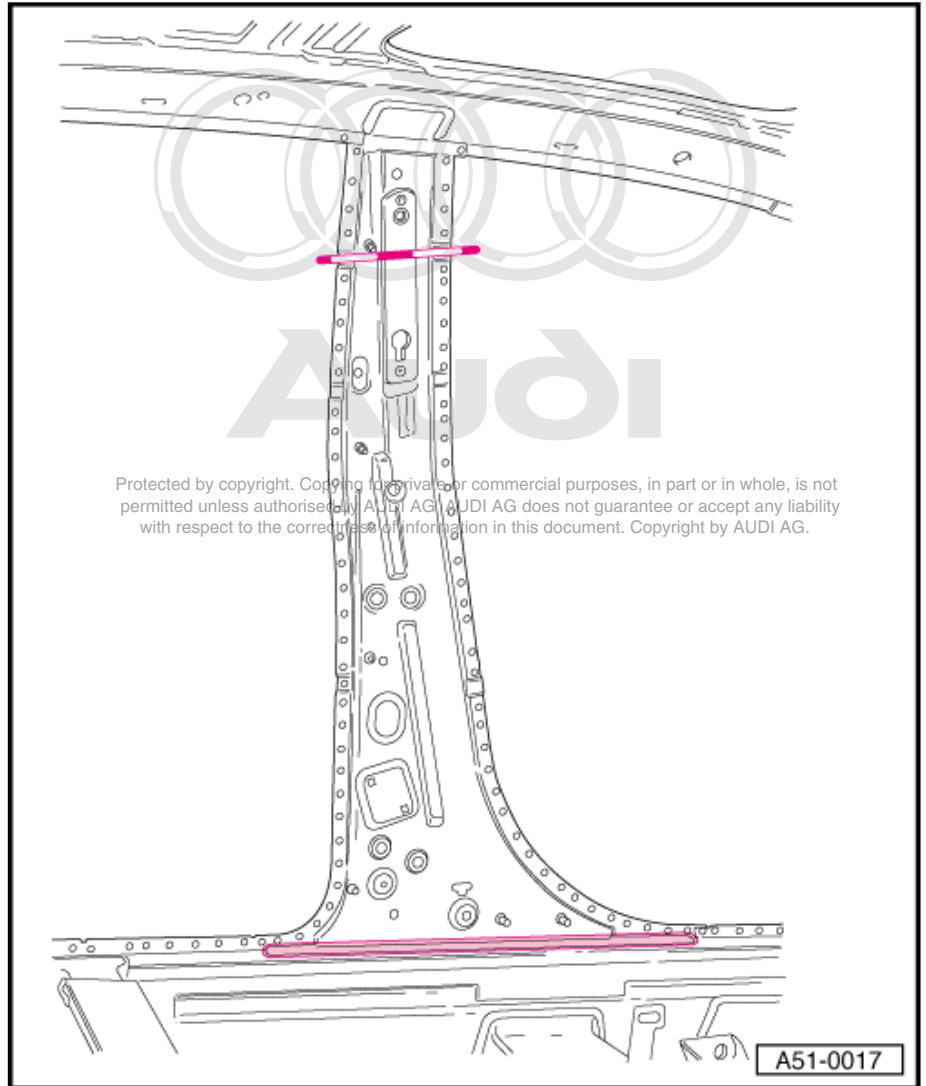 Audi
Protected by copyright. Copying for private or commercial purposes, in part or in whole, is not
permitted unless authorised by AUDI AG. AUDI AG does not guarantee or accept any liability
with respect to the correctness of information in this document. Copyright by AUDI AG.
A51-0017